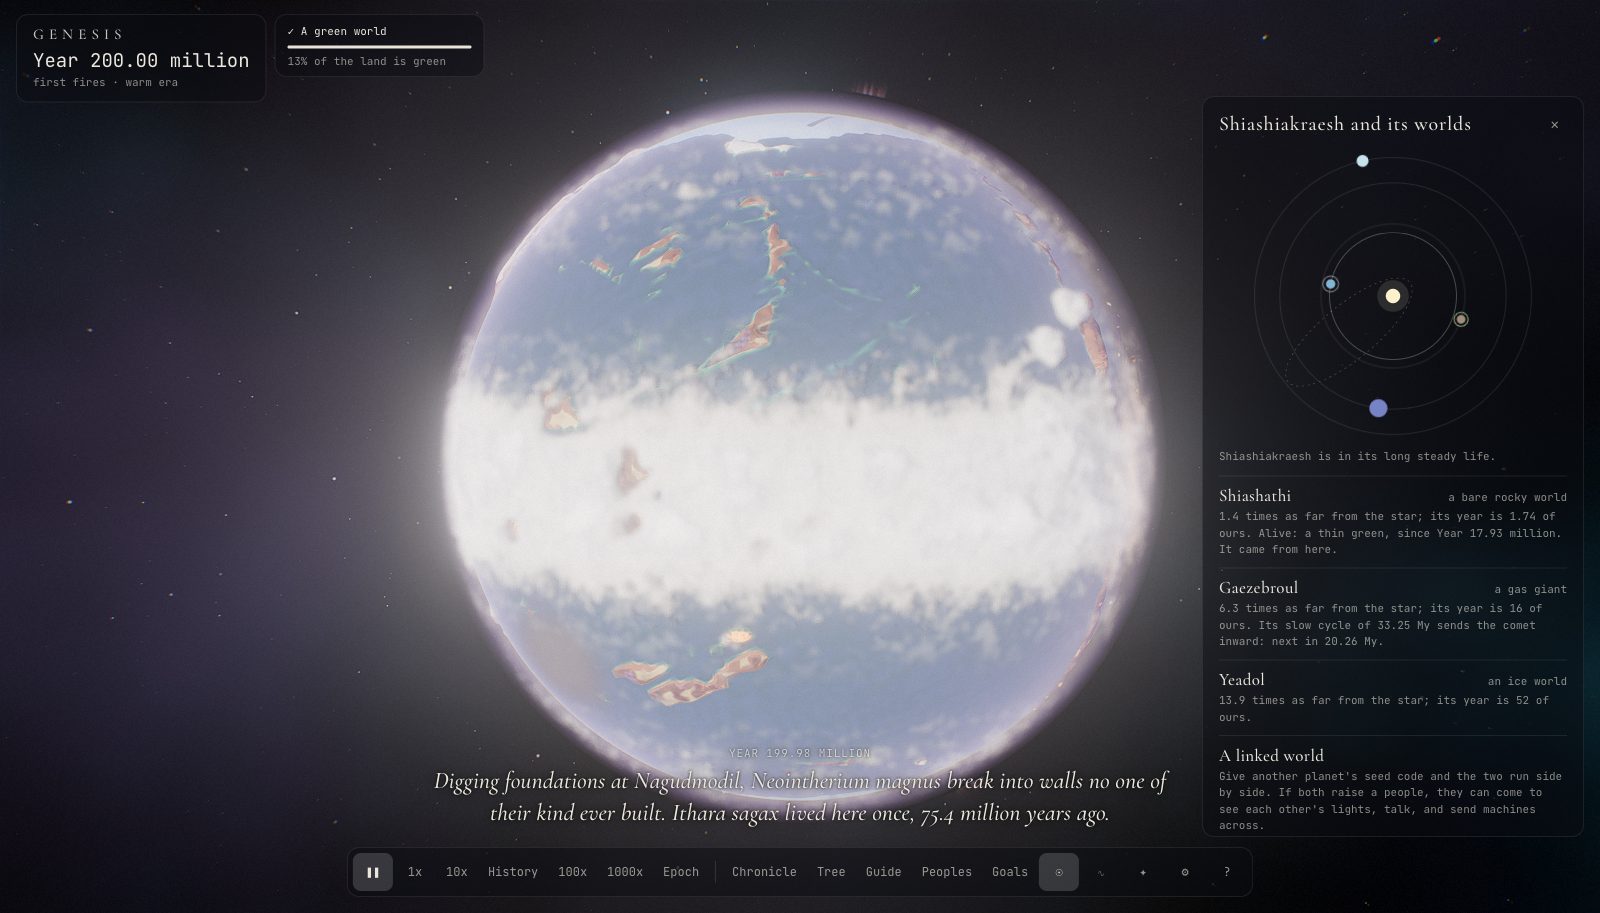 GENESIS
Year 200.00 million
first fires · warm era
✓ A green world
13% of the land is green
Shiashiakraesh and its worlds
×
Shiashiakraesh is in its long steady life.
Shiashathi
a bare rocky world
1.4 times as far from the star; its year is 1.74 of
ours. Alive: a thin green, since Year 17.93 million.
It came from here.
Gaezebroul
a gas giant
6.3 times as far from the star; its year is 16 of
ours. Its slow cycle of 33.25 My sends the comet
inward: next in 20.26 My.
Yeadol
an ice world
13.9 times as far from the star; its year is 52 of
ours.
A linked world
Give another planet's seed code and the two run side
by side. If both raise a people, they can come to
see each other's lights, talk, and send machines
across.
YEAR 199.98 MILLION
Digging foundations at Nagudmodil, Neointherium magnus break into walls no one of
their kind ever built. Ithara sagax lived here once, 75.4 million years ago.
1x 10x History 100x 1000x Epoch Chronicle Tree Guide Peoples Goals ?